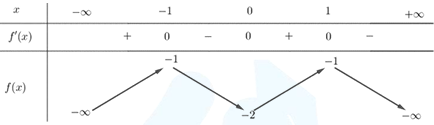 x −∞ −1 0 1 +∞
f′(x) + 0 − 0 + 0 −
−1 −1
f(x)
−∞ −2 −∞